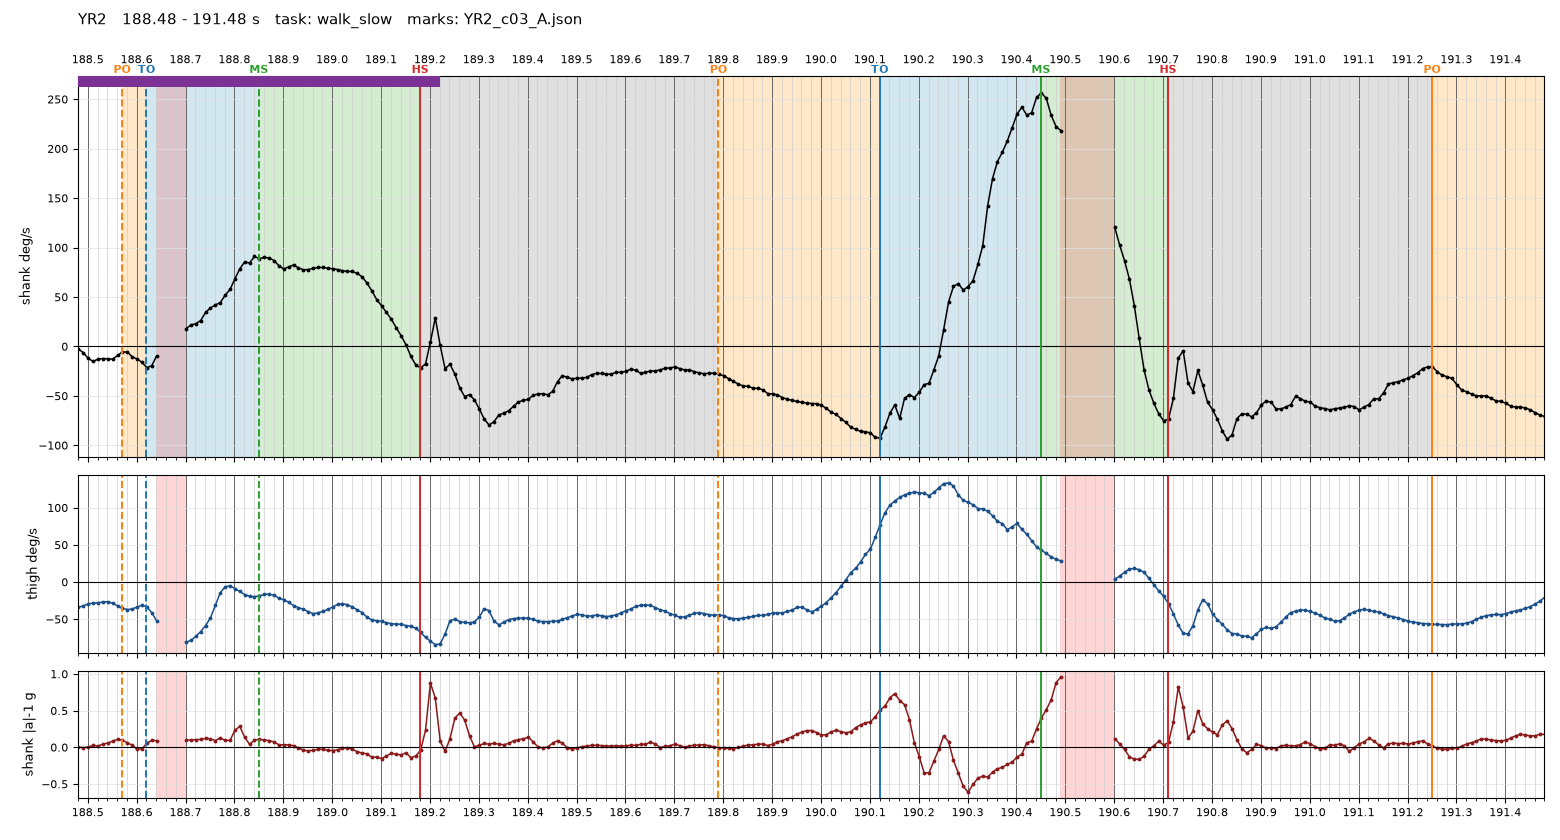 YR2 188.48 - 191.48 s task: walk_slow marks: YR2_c03_A.json
188.5 188.6 188.7 188.8 188.9 189.0 189.1 189.2 189.3 189.4 189.5 189.6 189.7 189.8 189.9 190.0 190.1 190.2 190.3 190.4 190.5 190.6 190.7 190.8 190.9 191.0 191.1 191.2 191.3 191.4
PO TO MS HS PO TO MS HS PO
250
200
150
100
50
0
−50
−100
shank deg/s
100
50
0
−50
thigh deg/s
1.0
0.5
0.0
−0.5
shank |a|-1 g
188.5 188.6 188.7 188.8 188.9 189.0 189.1 189.2 189.3 189.4 189.5 189.6 189.7 189.8 189.9 190.0 190.1 190.2 190.3 190.4 190.5 190.6 190.7 190.8 190.9 191.0 191.1 191.2 191.3 191.4